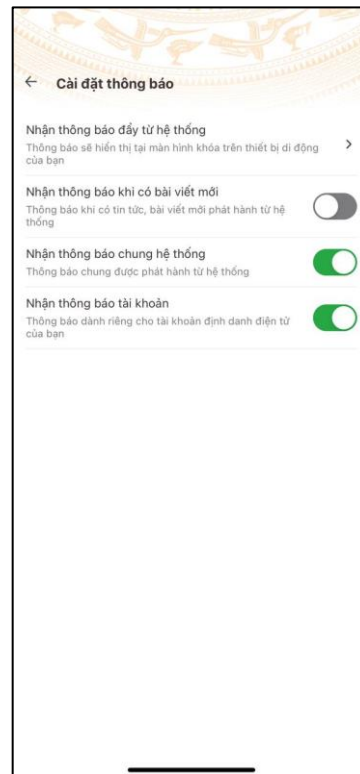 Cài đặt thông báo
Nhận thông báo đẩy từ hệ thống
Thông báo sẽ hiển thị tại màn hình khóa trên thiết bị di động
của bạn
Nhận thông báo khi có bài viết mới
Thông báo khi có tin tức, bài viết mới phát hành từ hệ
thống
Nhận thông báo chung hệ thống
Thông báo chung được phát hành từ hệ thống
Nhận thông báo tài khoản
Thông báo dành riêng cho tài khoản định danh điện tử
của bạn